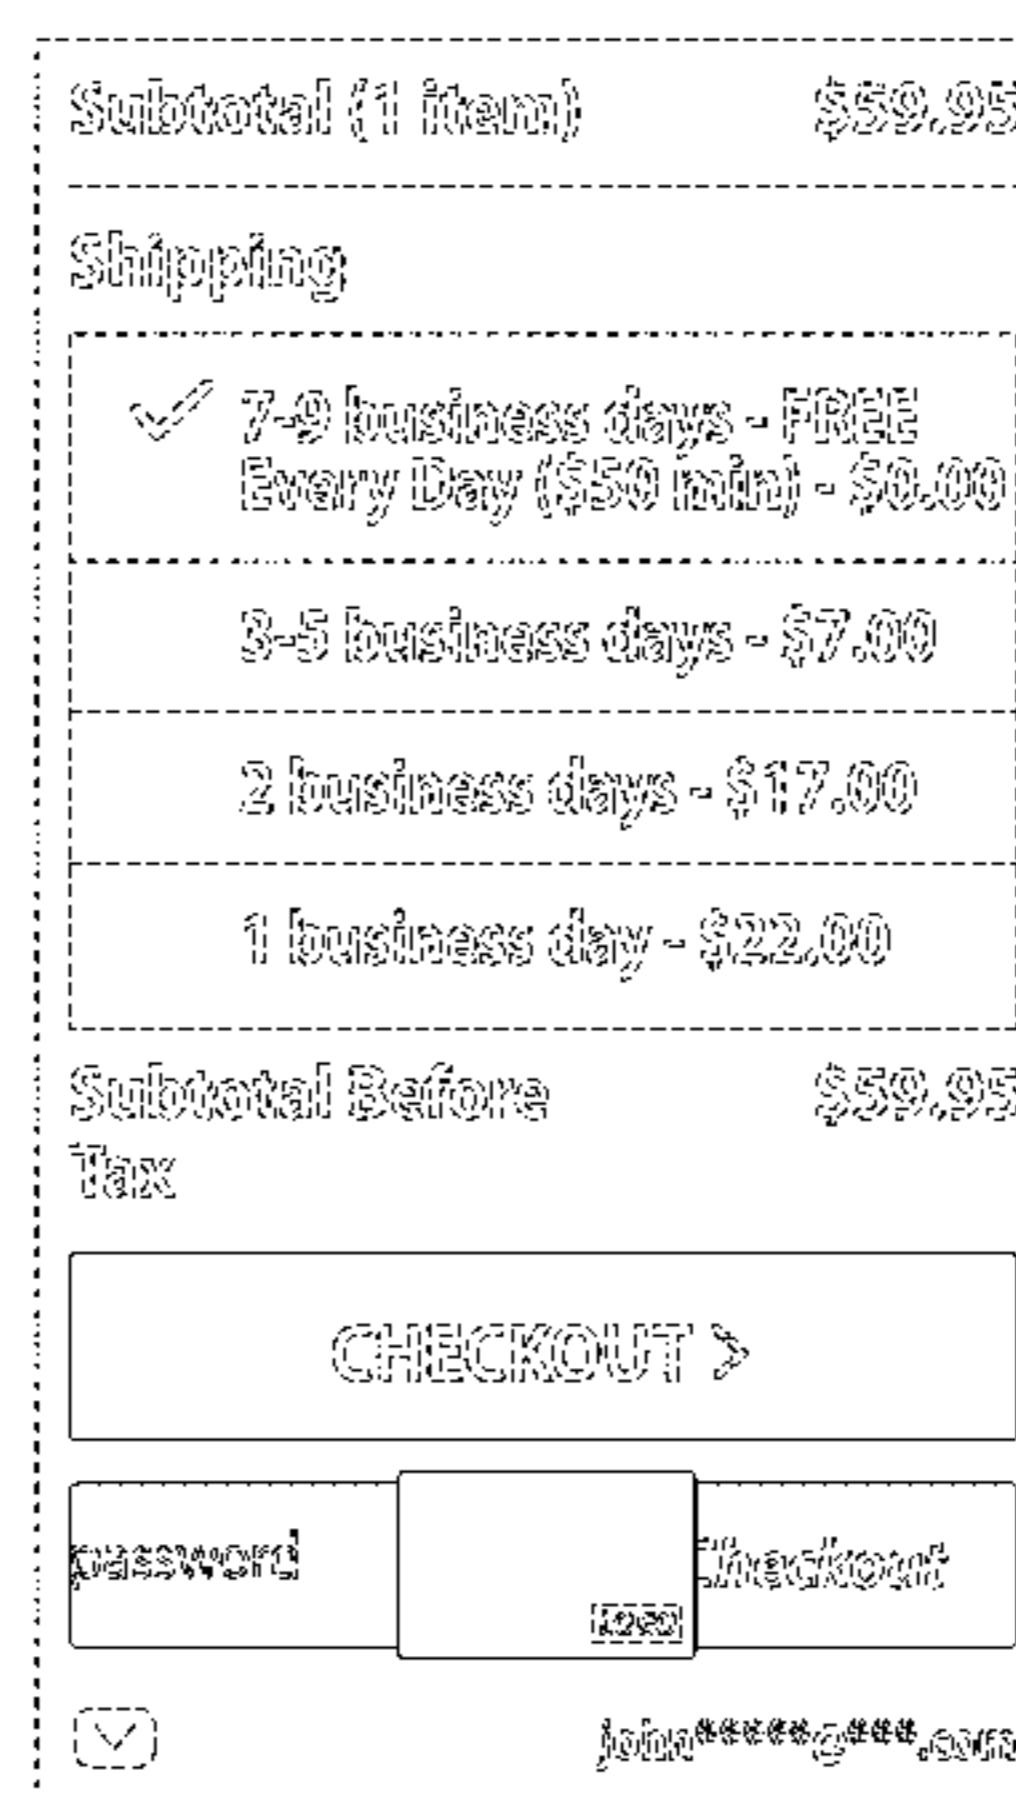 Subtotal (1 item) $59.95
Shipping
7-9 business days - FREE
Every Day ($50 min) - $0.00
3-5 business days - $7.00
2 business days - $17.00
1 business day - $22.00
Subtotal Before $59.95
Tax
CHECKOUT >
password Checkout
john*****@***.com